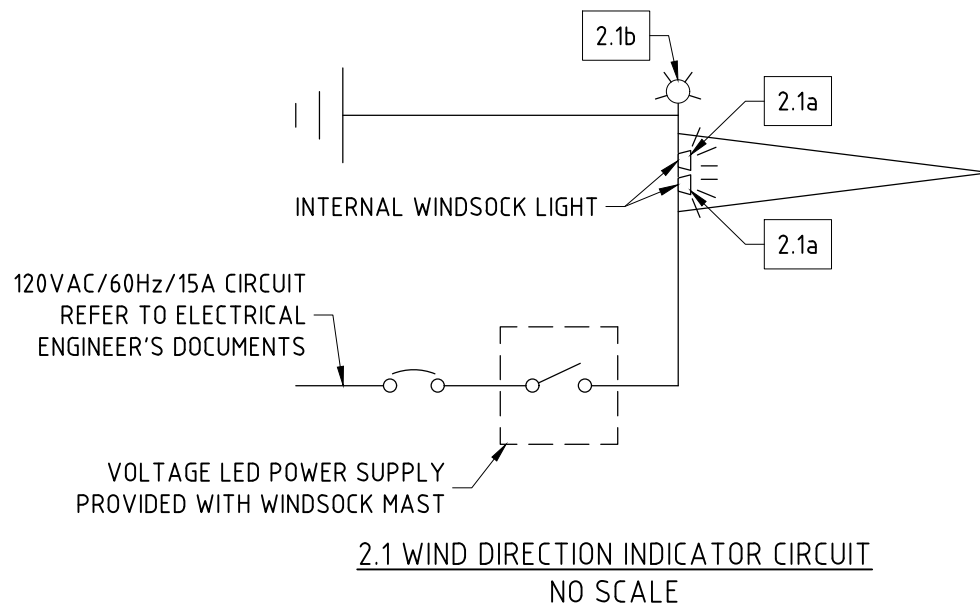 2.1b
2.1a
INTERNAL WINDSOCK LIGHT
2.1a
120VAC/60Hz/15A CIRCUIT
REFER TO ELECTRICAL
ENGINEER'S DOCUMENTS
VOLTAGE LED POWER SUPPLY
PROVIDED WITH WINDSOCK MAST
2.1 WIND DIRECTION INDICATOR CIRCUIT
NO SCALE